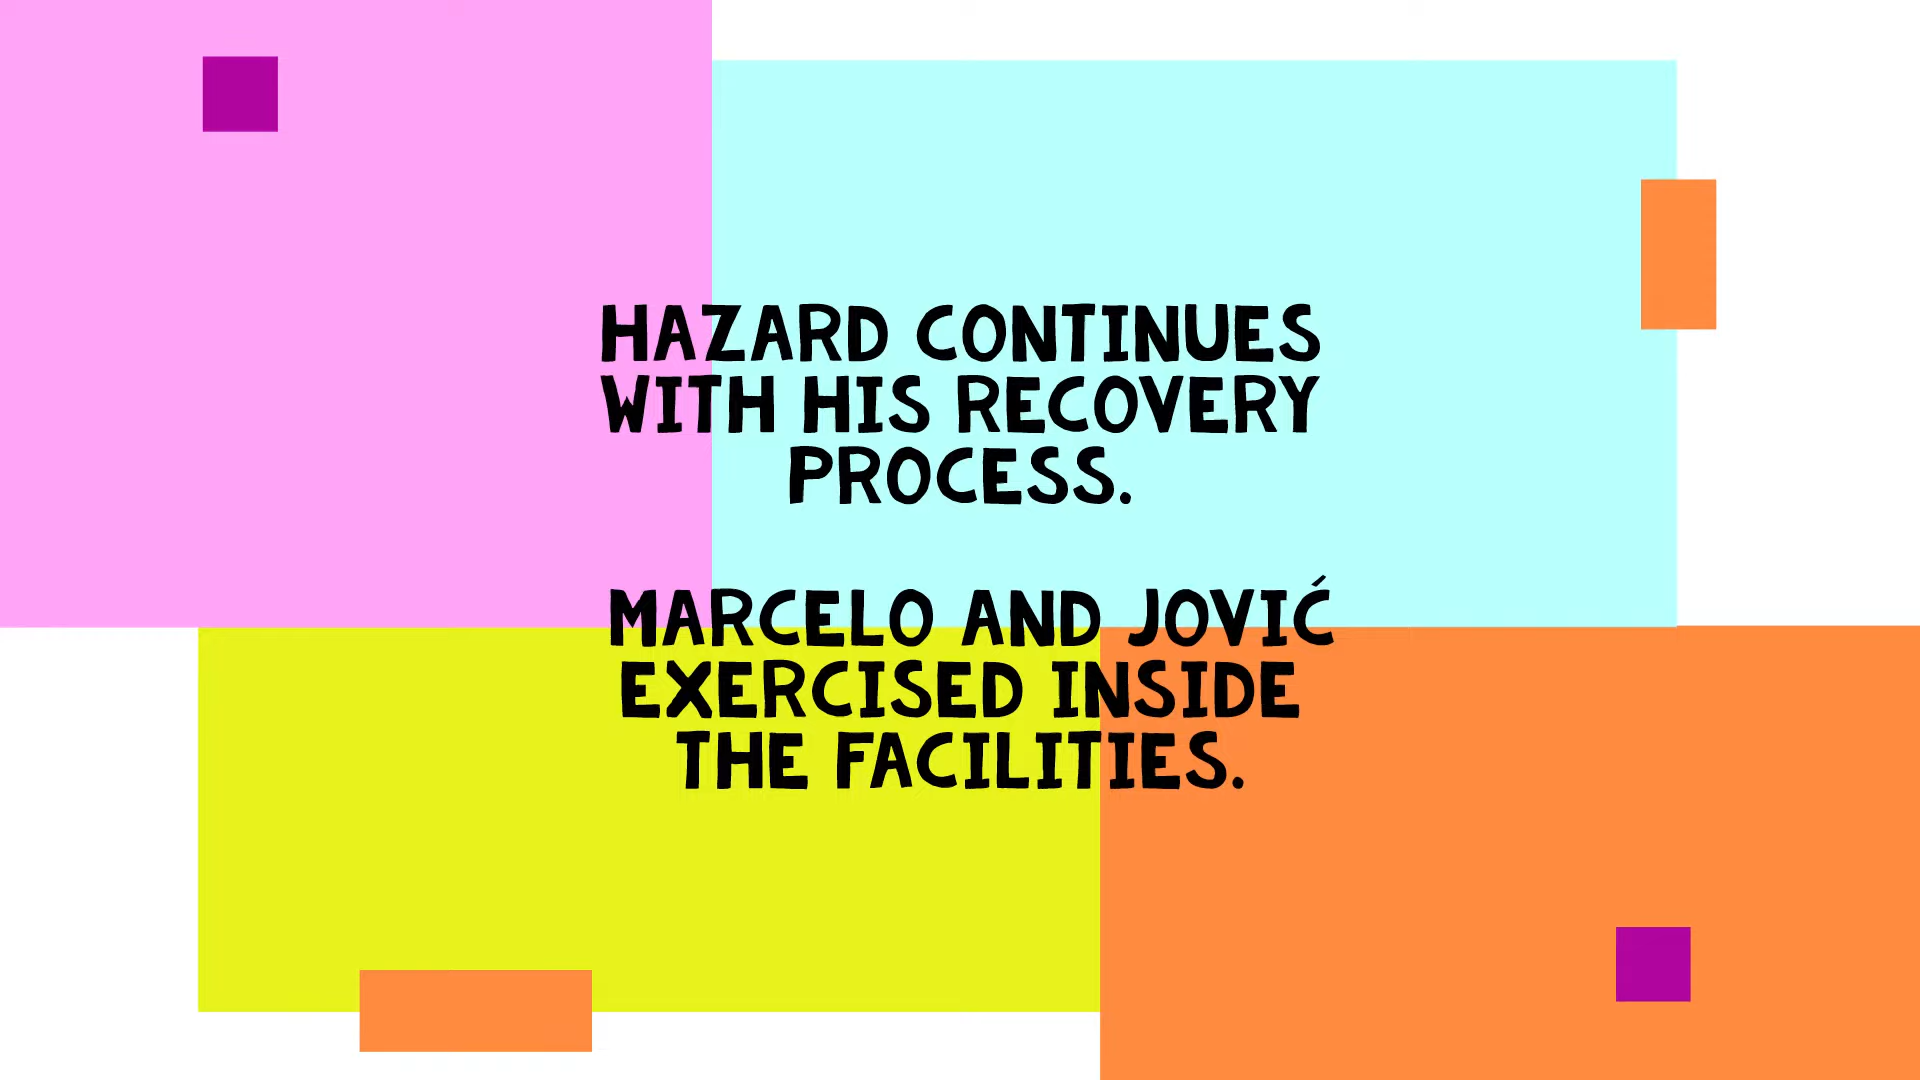 HAZARD CONTINUES
WITH HIS RECOVERY
PROCESS.
MARCELO AND JOVIĆ
EXERCISED INSIDE
THE FACILITIES.